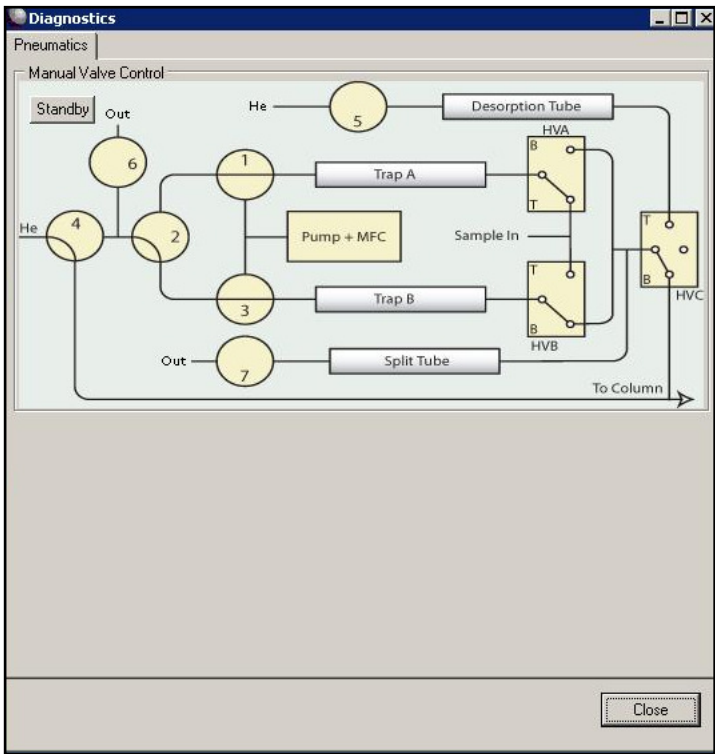 Diagnostics
Pneumatics
Manual Valve Control
Standby
Out
He
5
Desorption Tube
HVA
B
6
1
Trap A
T
He
4
2
Pump + MFC
Sample In
T
T
B
HVC
3
Trap B
B
HVB
Out
7
Split Tube
To Column
Close